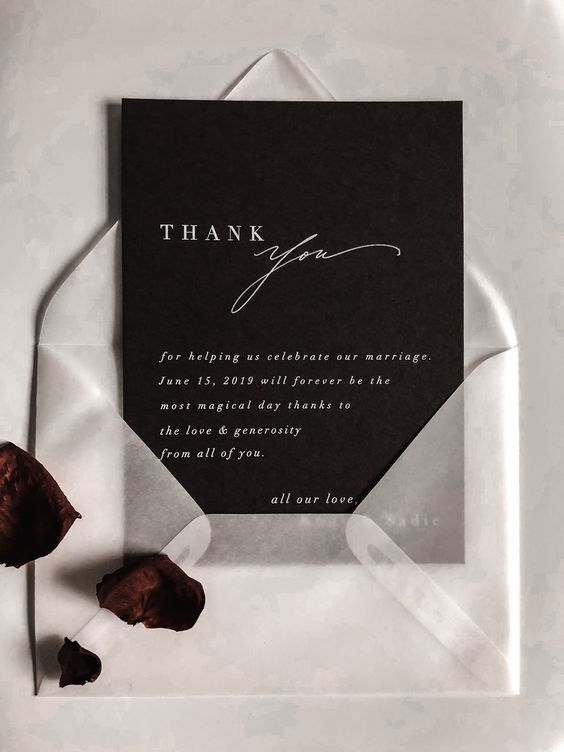 THANK
you
for helping us celebrate our marriage.
June 15, 2019 will forever be the
most magical day thanks to
the love & generosity
from all of you.
all our love,
Sadie